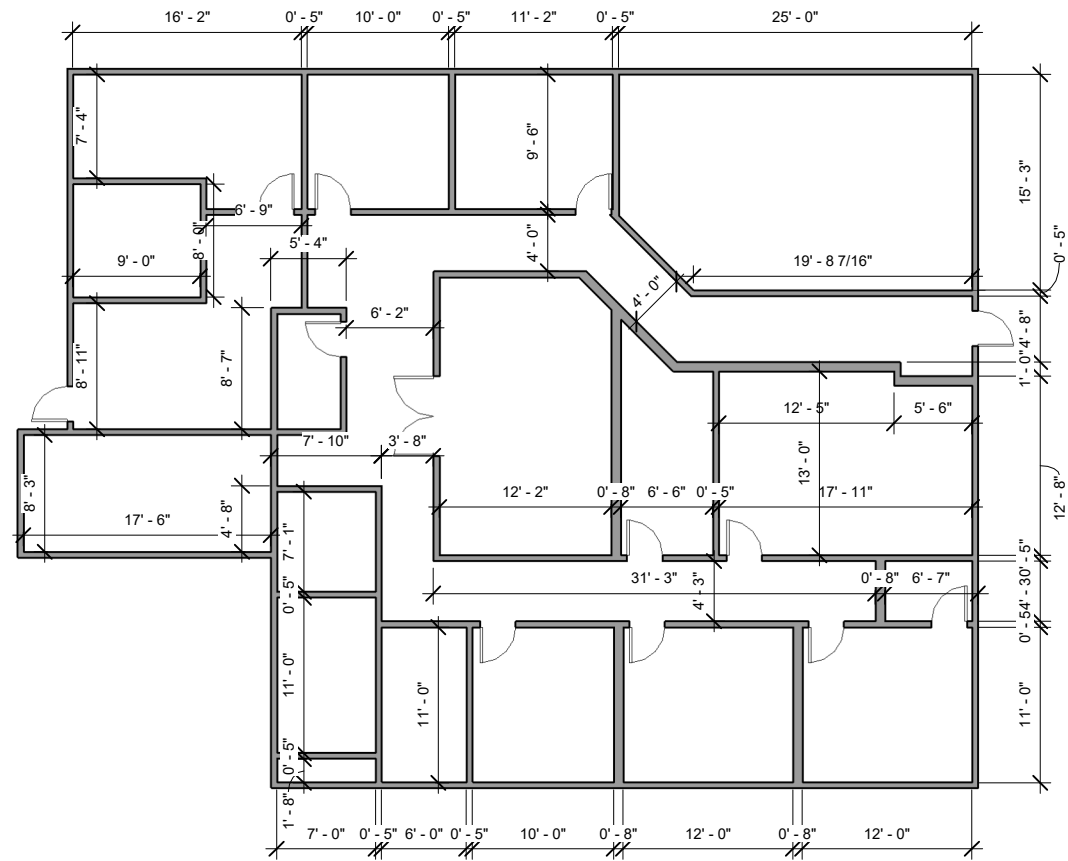 16' - 2"
0' - 5"
10' - 0"
0' - 5"
11' - 2"
0' - 5"
25' - 0"
7' - 4"
9' - 6"
15' - 3"
6' - 9"
8' - 0"
5' - 4"
4' - 0"
0' - 5"
9' - 0"
19' - 8 7/16"
4' - 0"
6' - 2"
4' - 8"
8' - 11"
8' - 7"
1' - 0"
12' - 5"
5' - 6"
7' - 10"
3' - 8"
13' - 0"
12' - 8"
8' - 3"
17' - 6"
4' - 8"
12' - 2"
0' - 8"
6' - 6"
0' - 5"
17' - 11"
7' - 1"
0' - 5"
31' - 3"
4' - 3"
0' - 8"
6' - 7"
0' - 5"
4' - 3"
0' - 5"
11' - 0"
11' - 0"
11' - 0"
0' - 5"
1' - 8"
7' - 0"
0' - 5"
6' - 0"
0' - 5"
10' - 0"
0' - 8"
12' - 0"
0' - 8"
12' - 0"